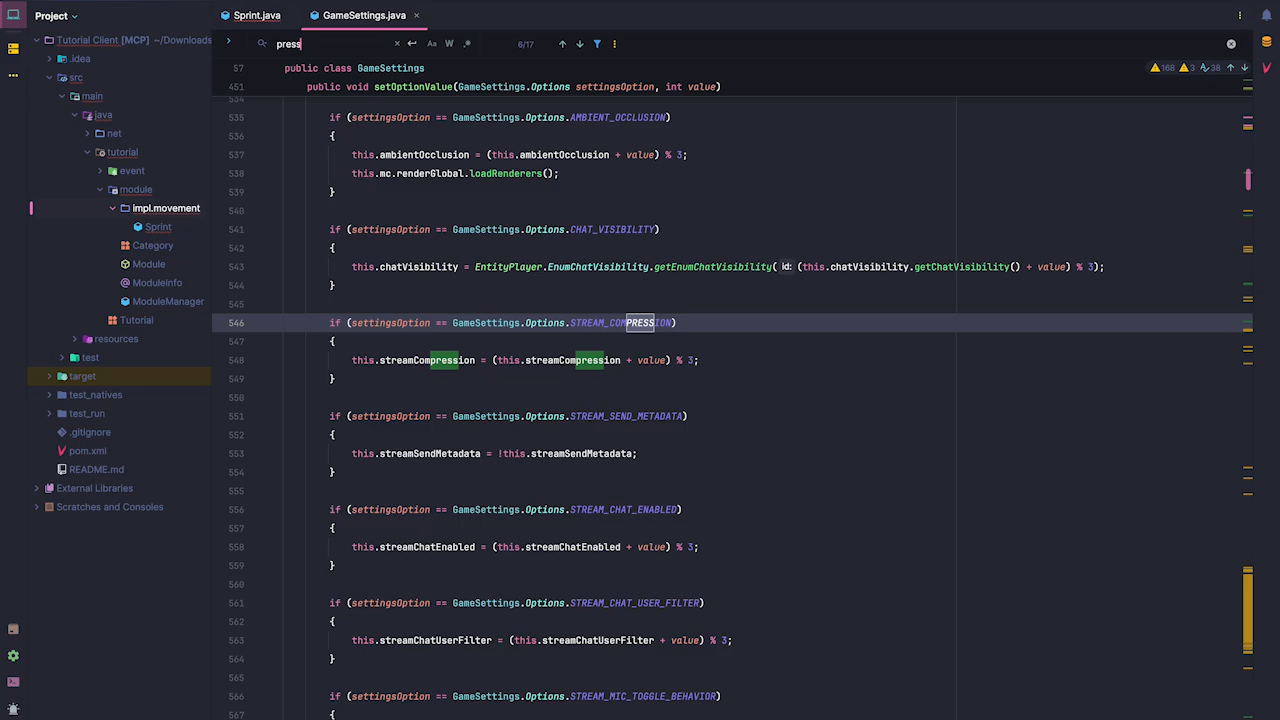 Project
Sprint.java
GameSettings.java
press
Aa W .*
6/17
Tutorial Client [MCP] ~/Downloads
.idea
src
main
java
net
tutorial
event
module
impl.movement
Sprint
Category
Module
ModuleInfo
ModuleManager
Tutorial
resources
test
target
test_natives
test_run
.gitignore
pom.xml
README.md
External Libraries
Scratches and Consoles
168 3 38
57 public class GameSettings
451 public void setOptionValue(GameSettings.Options settingsOption, int value)
534
535 if (settingsOption == GameSettings.Options.AMBIENT_OCCLUSION)
536 {
537 this.ambientOcclusion = (this.ambientOcclusion + value) % 3;
538 this.mc.renderGlobal.loadRenderers();
539 }
540
541 if (settingsOption == GameSettings.Options.CHAT_VISIBILITY)
542 {
543 this.chatVisibility = EntityPlayer.EnumChatVisibility.getEnumChatVisibility( id: (this.chatVisibility.getChatVisibility() + value) % 3);
544 }
545
546 if (settingsOption == GameSettings.Options.STREAM_COMPRESSION)
547 {
548 this.streamCompression = (this.streamCompression + value) % 3;
549 }
550
551 if (settingsOption == GameSettings.Options.STREAM_SEND_METADATA)
552 {
553 this.streamSendMetadata = !this.streamSendMetadata;
554 }
555
556 if (settingsOption == GameSettings.Options.STREAM_CHAT_ENABLED)
557 {
558 this.streamChatEnabled = (this.streamChatEnabled + value) % 3;
559 }
560
561 if (settingsOption == GameSettings.Options.STREAM_CHAT_USER_FILTER)
562 {
563 this.streamChatUserFilter = (this.streamChatUserFilter + value) % 3;
564 }
565
566 if (settingsOption == GameSettings.Options.STREAM_MIC_TOGGLE_BEHAVIOR)
567 {